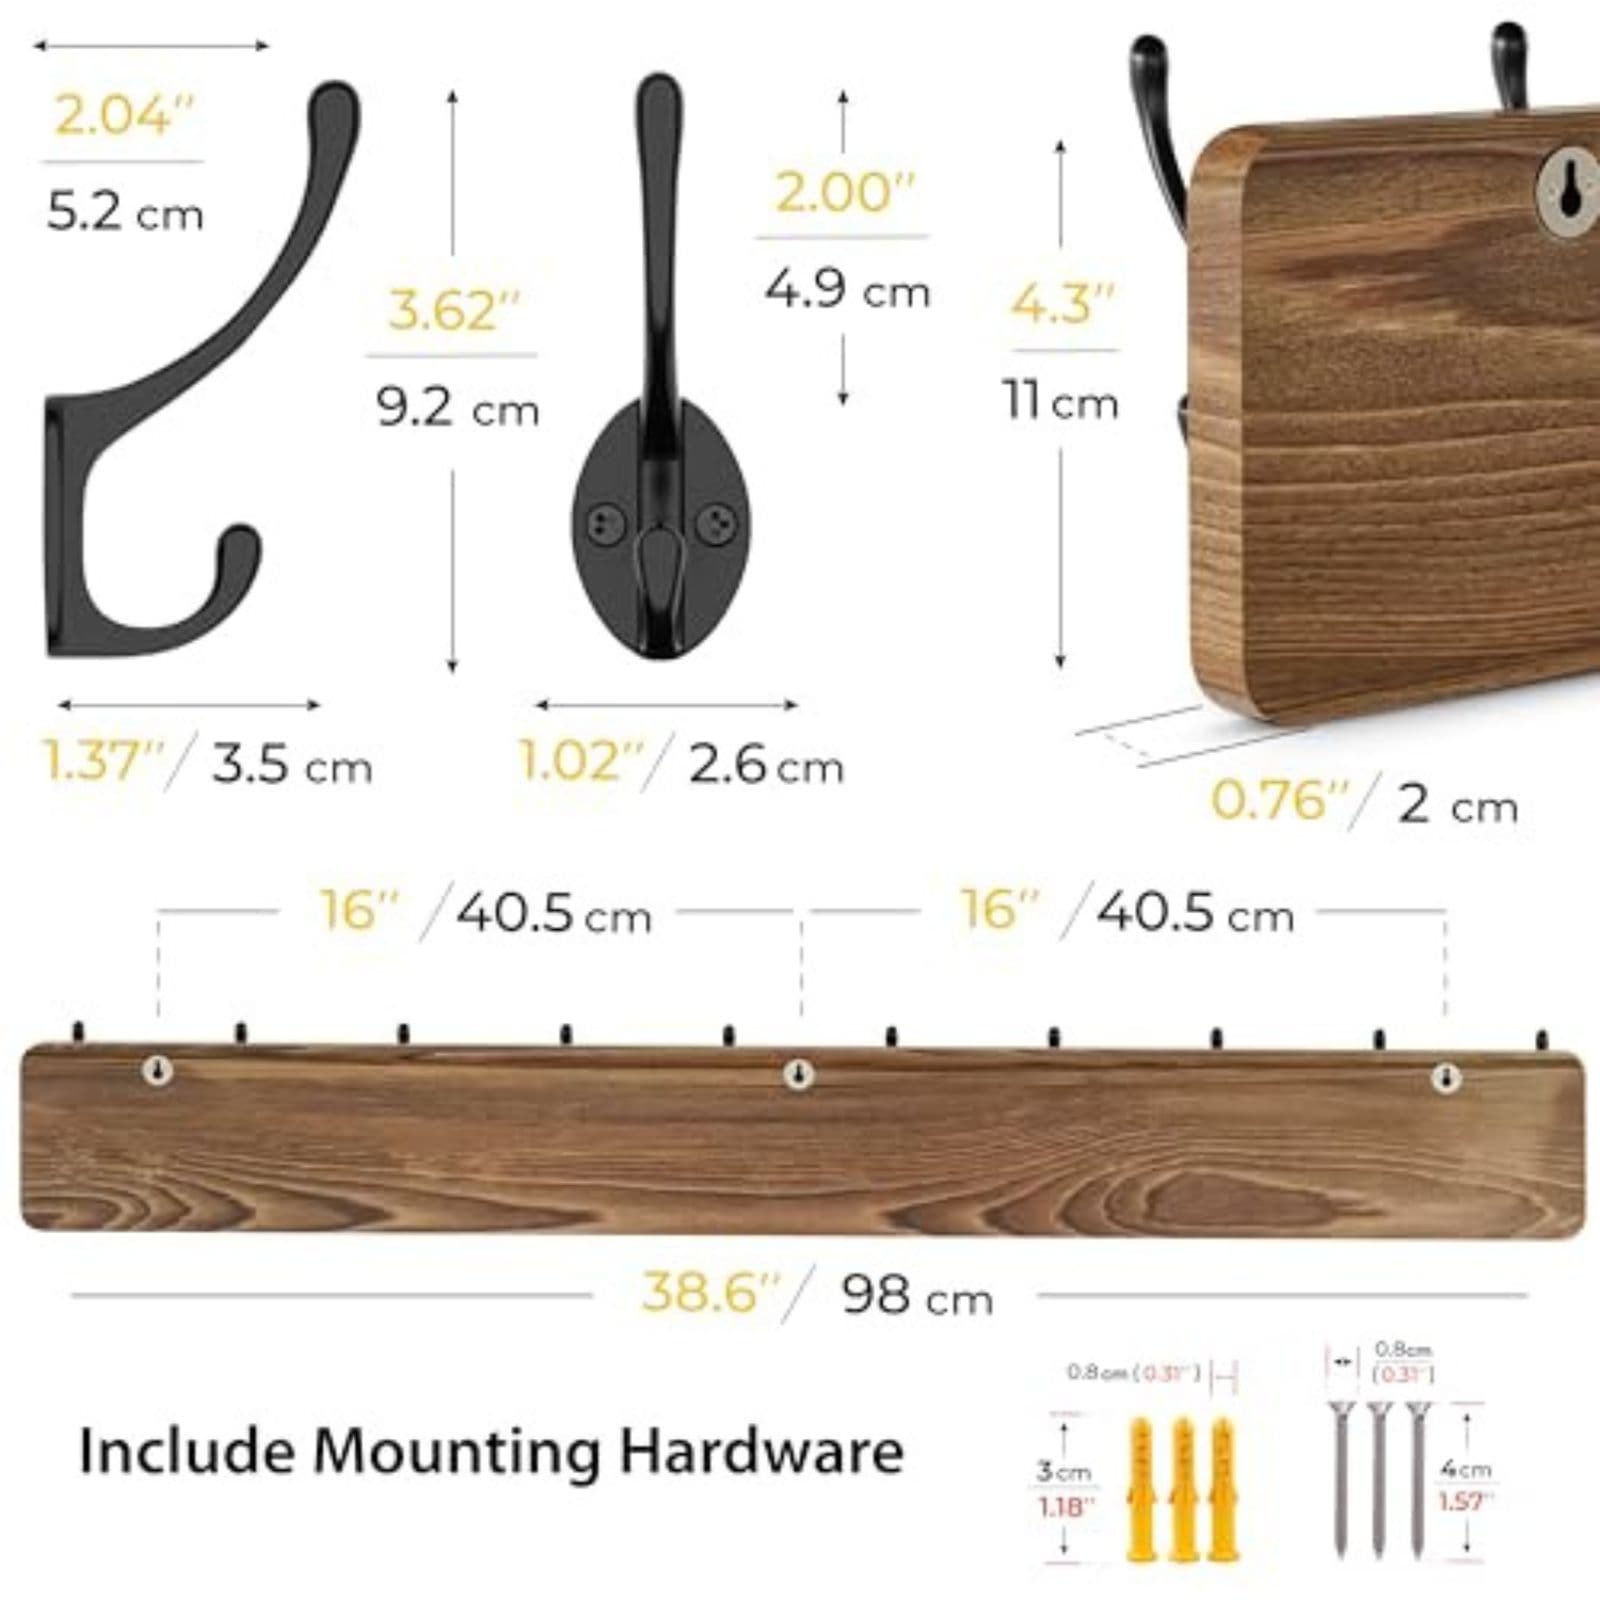 2.04"
5.2 cm
3.62"
9.2 cm
2.00"
4.9 cm
4.3"
11 cm
1.37" / 3.5 cm
1.02" / 2.6 cm
0.76" / 2 cm
16" / 40.5 cm
16" / 40.5 cm
38.6" / 98 cm
Include Mounting Hardware
0.8cm (0.31")
3cm
1.18"
0.8cm
(0.31")
4cm
1.57"